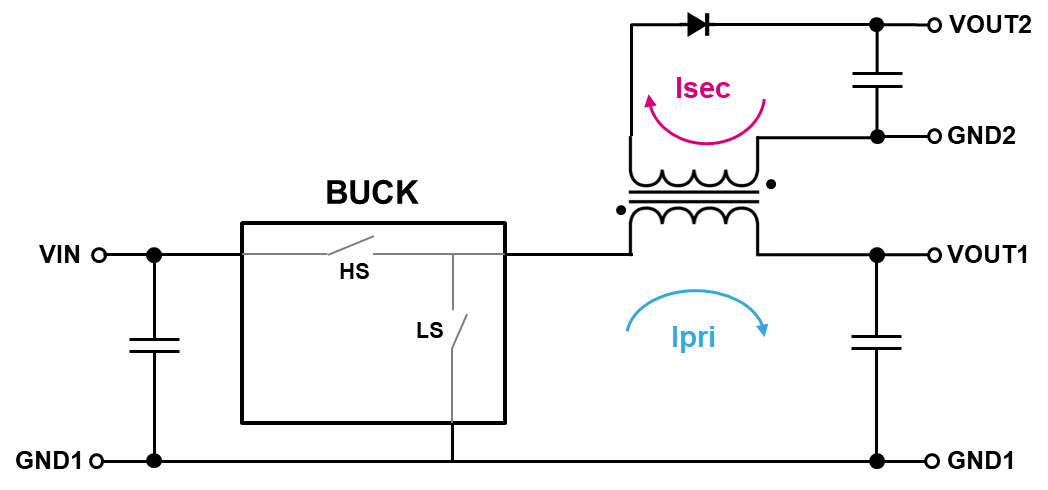 VOUT2
Isec
GND2
BUCK
VIN
HS
VOUT1
LS
Ipri
GND1
GND1